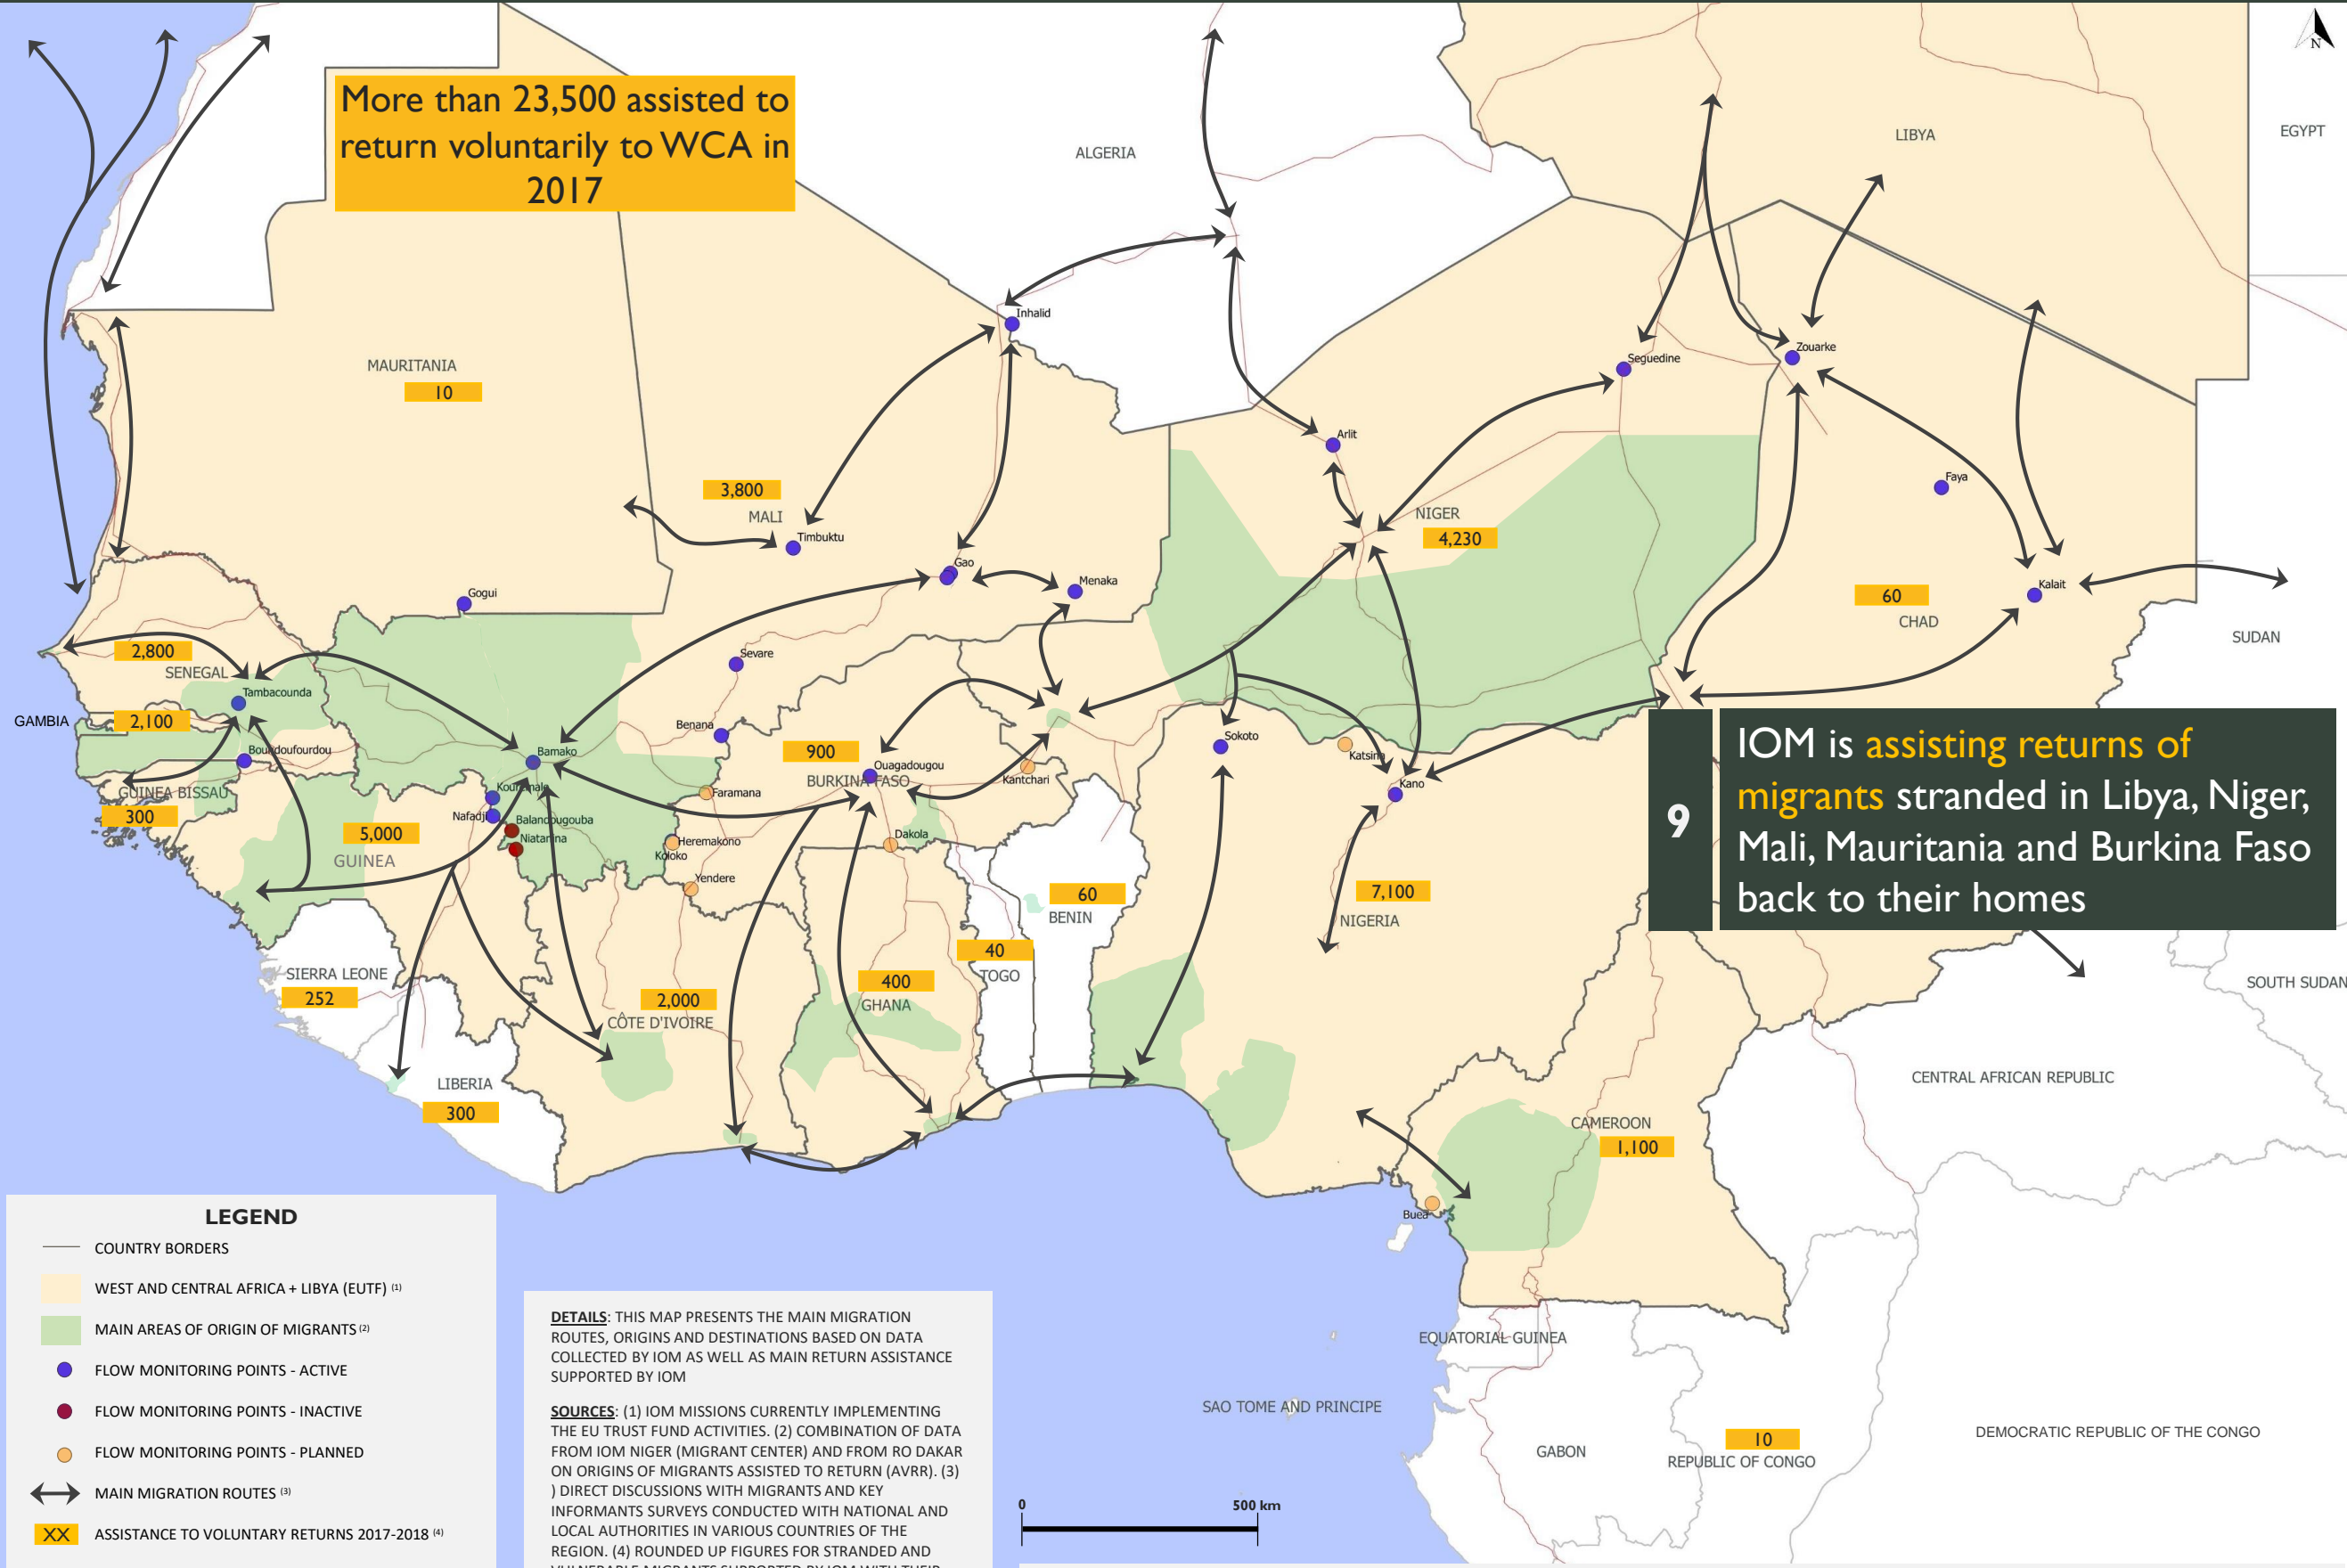 N
More than 23,500 assisted to
return voluntarily to WCA in
2017
ALGERIA
LIBYA
EGYPT
Inhalid
Seguedine
Zouarke
MAURITANIA
10
Arlit
3,800
MALI
Timbuktu
Faya
NIGER
4,230
Gao
Menaka
Gogui
Kalait
60
CHAD
SUDAN
2,800
SENEGAL
Sevare
Tambacounda
GAMBIA
2,100
Benana
Sokoto
Katsina
Kano
Boundoufourdou
Bamako
900
Ouagadougou
BURKINA FASO
Kantchari
GUINEA BISSAU
300
Faramana
Nafadji
Balandougouba
Niatanina
5,000
GUINEA
Heremakono
Koloko
Dakola
Yendere
60
BENIN
7,100
NIGERIA
9
IOM is assisting returns of
migrants stranded in Libya, Niger,
Mali, Mauritania and Burkina Faso
back to their homes
40
TOGO
SIERRA LEONE
252
2,000
CÔTE D'IVOIRE
400
GHANA
SOUTH SUDAN
LIBERIA
300
CENTRAL AFRICAN REPUBLIC
CAMEROON
1,100
Buea
EQUATORIAL GUINEA
SAO TOME AND PRINCIPE
GABON
10
REPUBLIC OF CONGO
DEMOCRATIC REPUBLIC OF THE CONGO
LEGEND
COUNTRY BORDERS
WEST AND CENTRAL AFRICA + LIBYA (EUTF) (1)
MAIN AREAS OF ORIGIN OF MIGRANTS (2)
FLOW MONITORING POINTS - ACTIVE
FLOW MONITORING POINTS - INACTIVE
FLOW MONITORING POINTS - PLANNED
MAIN MIGRATION ROUTES (3)
XX ASSISTANCE TO VOLUNTARY RETURNS 2017-2018 (4)
DETAILS: THIS MAP PRESENTS THE MAIN MIGRATION
ROUTES, ORIGINS AND DESTINATIONS BASED ON DATA
COLLECTED BY IOM AS WELL AS MAIN RETURN ASSISTANCE
SUPPORTED BY IOM
SOURCES: (1) IOM MISSIONS CURRENTLY IMPLEMENTING
THE EU TRUST FUND ACTIVITIES. (2) COMBINATION OF DATA
FROM IOM NIGER (MIGRANT CENTER) AND FROM RO DAKAR
ON ORIGINS OF MIGRANTS ASSISTED TO RETURN (AVRR). (3)
) DIRECT DISCUSSIONS WITH MIGRANTS AND KEY
INFORMANTS SURVEYS CONDUCTED WITH NATIONAL AND
LOCAL AUTHORITIES IN VARIOUS COUNTRIES OF THE
REGION. (4) ROUNDED UP FIGURES FOR STRANDED AND
VULNERABLE MIGRANTS SUPPORTED BY IOM WITH THEIR
0 500 km